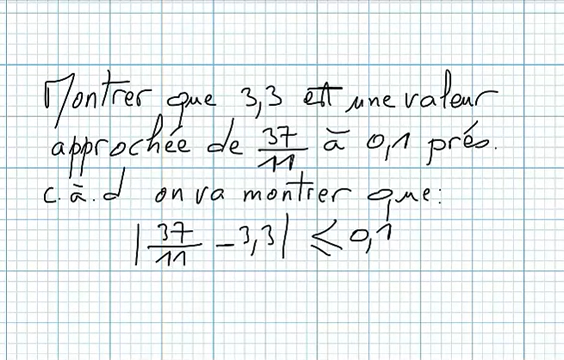 Montrer que 3,3 est une valeur
approchée de 37/11 à 0,1 prés.
c.à.d on va montrer que:
|37/11 - 3,3| ⩽ 0,1